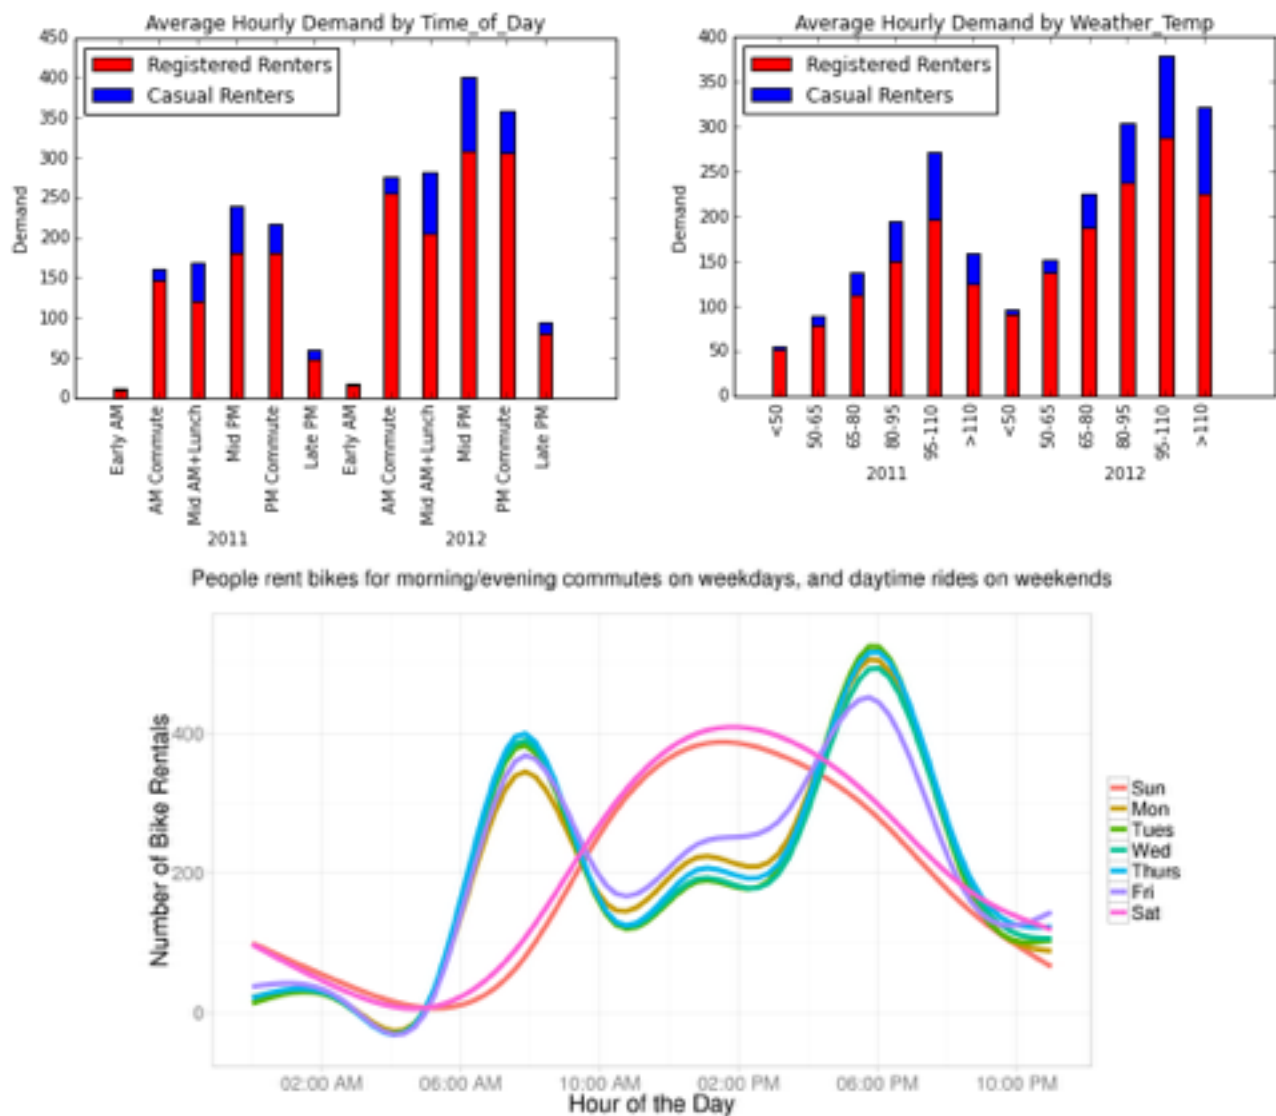 Average Hourly Demand by Time_of_Day
450
400
350
300
250
200
150
100
50
0
Demand
Registered Renters
Casual Renters
Early AM
AM Commute
Mid AM+Lunch
Mid PM
PM Commute
Late PM
Early AM
AM Commute
Mid AM+Lunch
Mid PM
PM Commute
Late PM
2011 2012
Average Hourly Demand by Weather_Temp
400
350
300
250
200
150
100
50
0
Demand
Registered Renters
Casual Renters
<50
50-65
65-80
80-95
95-110
>110
<50
50-65
65-80
80-95
95-110
>110
2011 2012
People rent bikes for morning/evening commutes on weekdays, and daytime rides on weekends
Number of Bike Rentals
400
200
0
02:00 AM 06:00 AM 10:00 AM 02:00 PM 06:00 PM 10:00 PM
Hour of the Day
Sun
Mon
Tues
Wed
Thurs
Fri
Sat